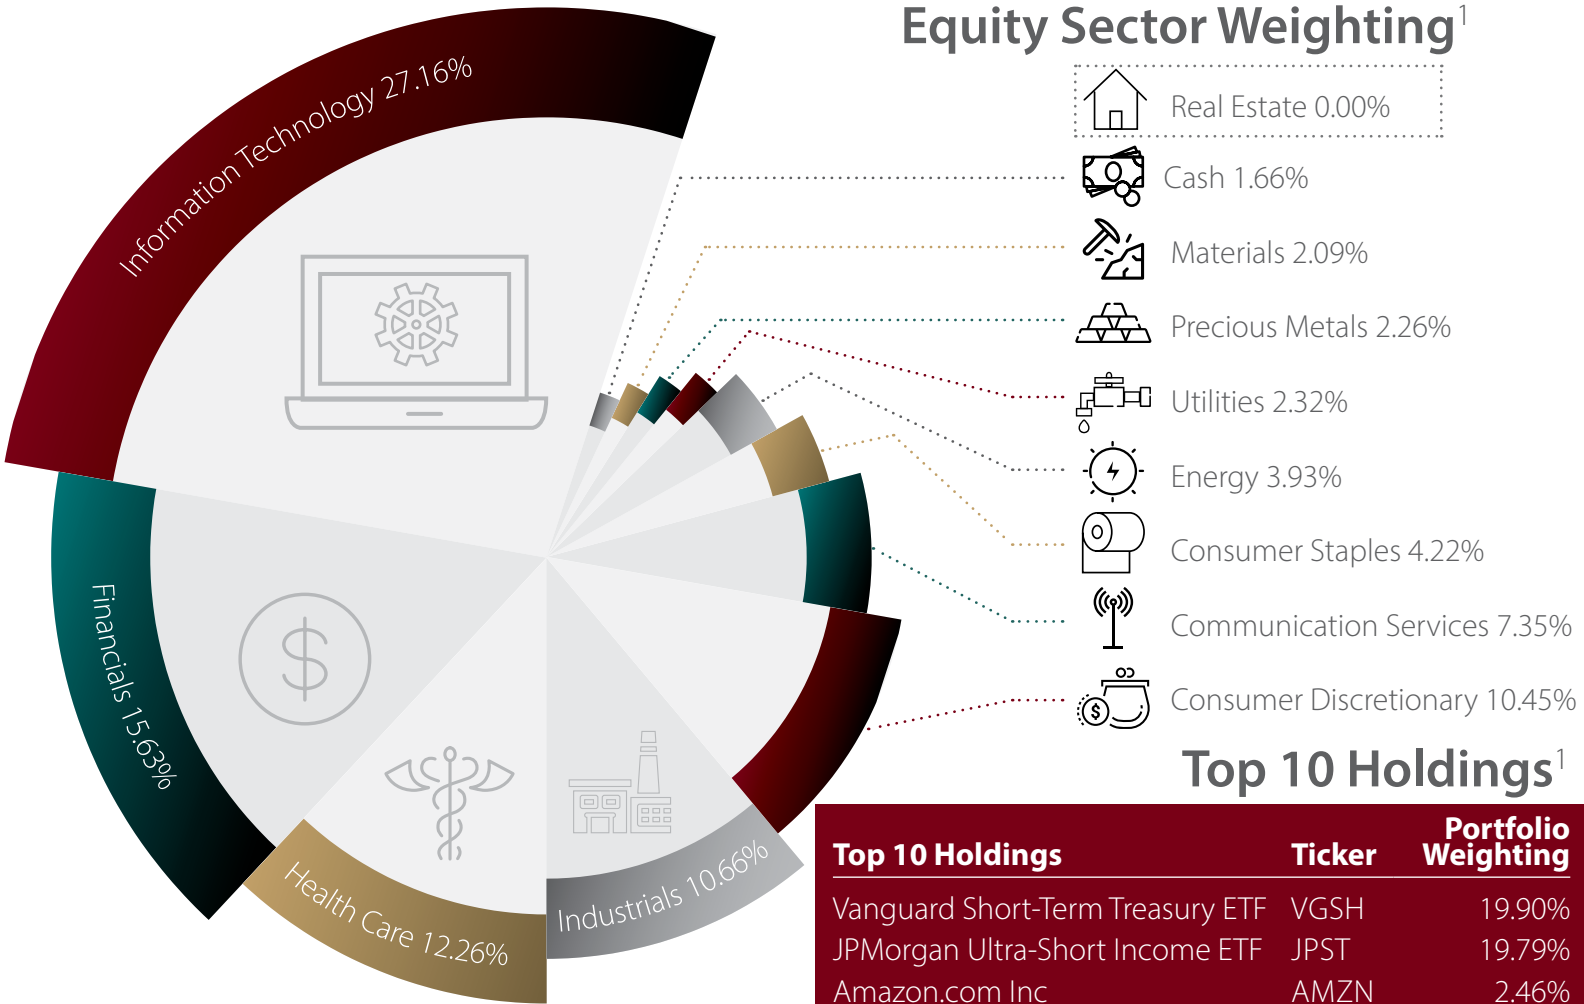 Equity Sector Weighting1
Information Technology 27.16%
Financials 15.63%
Health Care 12.26%
Industrials 10.66%
Real Estate 0.00%
Cash 1.66%
Materials 2.09%
Precious Metals 2.26%
Utilities 2.32%
Energy 3.93%
Consumer Staples 4.22%
Communication Services 7.35%
Consumer Discretionary 10.45%
Top 10 Holdings1
Top 10 Holdings Ticker Portfolio Weighting
Vanguard Short-Term Treasury ETF VGSH 19.90%
JPMorgan Ultra-Short Income ETF JPST 19.79%
Amazon.com Inc AMZN 2.46%